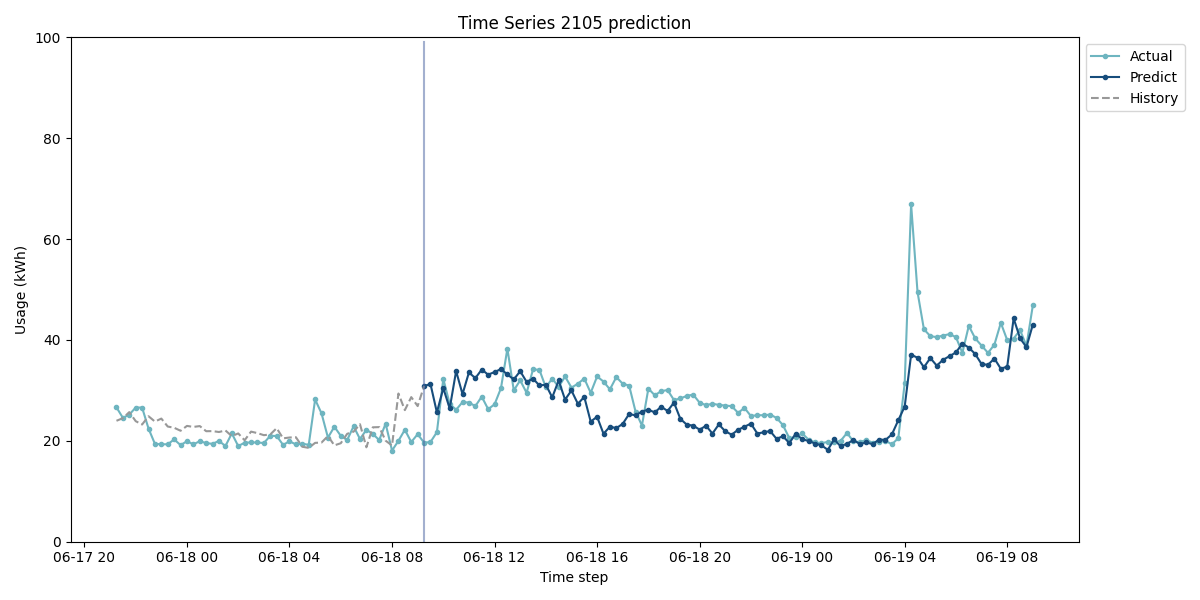 Time Series 2105 prediction
100
80
60
40
20
0
Usage (kWh)
06-17 20
06-18 00
06-18 04
06-18 08
06-18 12
06-18 16
06-18 20
06-19 00
06-19 04
06-19 08
Time step
Actual
Predict
History